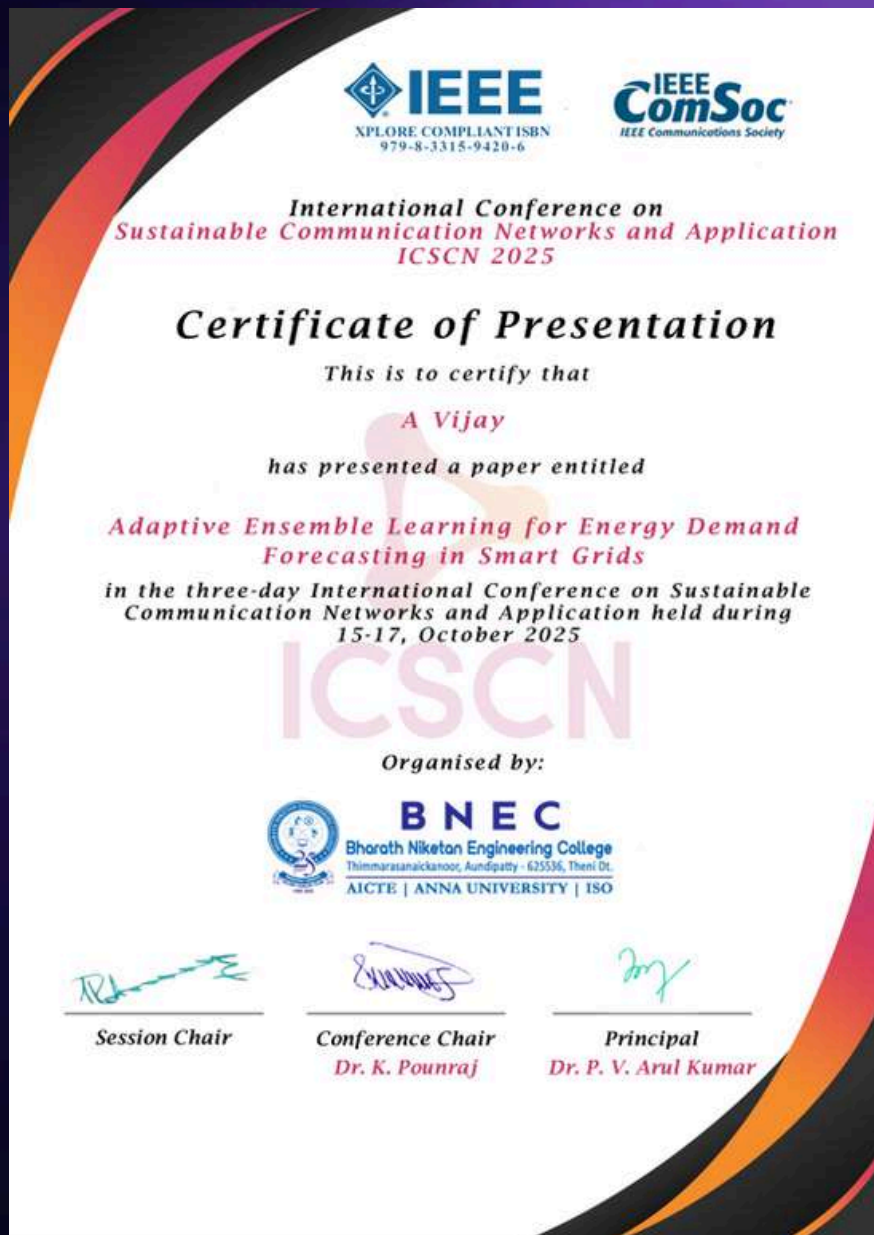 IEEE
XPLORE COMPLIANT ISBN
979-8-3315-9420-6
IEEE
ComSoc
IEEE Communications Society
International Conference on
Sustainable Communication Networks and Application
ICSCN 2025
Certificate of Presentation
This is to certify that
A Vijay
has presented a paper entitled
Adaptive Ensemble Learning for Energy Demand
Forecasting in Smart Grids
in the three-day International Conference on Sustainable
Communication Networks and Application held during
15-17, October 2025
ICSCN
Organised by:
BNEC
Bharath Niketan Engineering College
Thimmarasanaickanoor, Aundipatty - 625536, Theni Dt.
AICTE | ANNA UNIVERSITY | ISO
Session Chair
Conference Chair
Dr. K. Pounraj
Principal
Dr. P. V. Arul Kumar